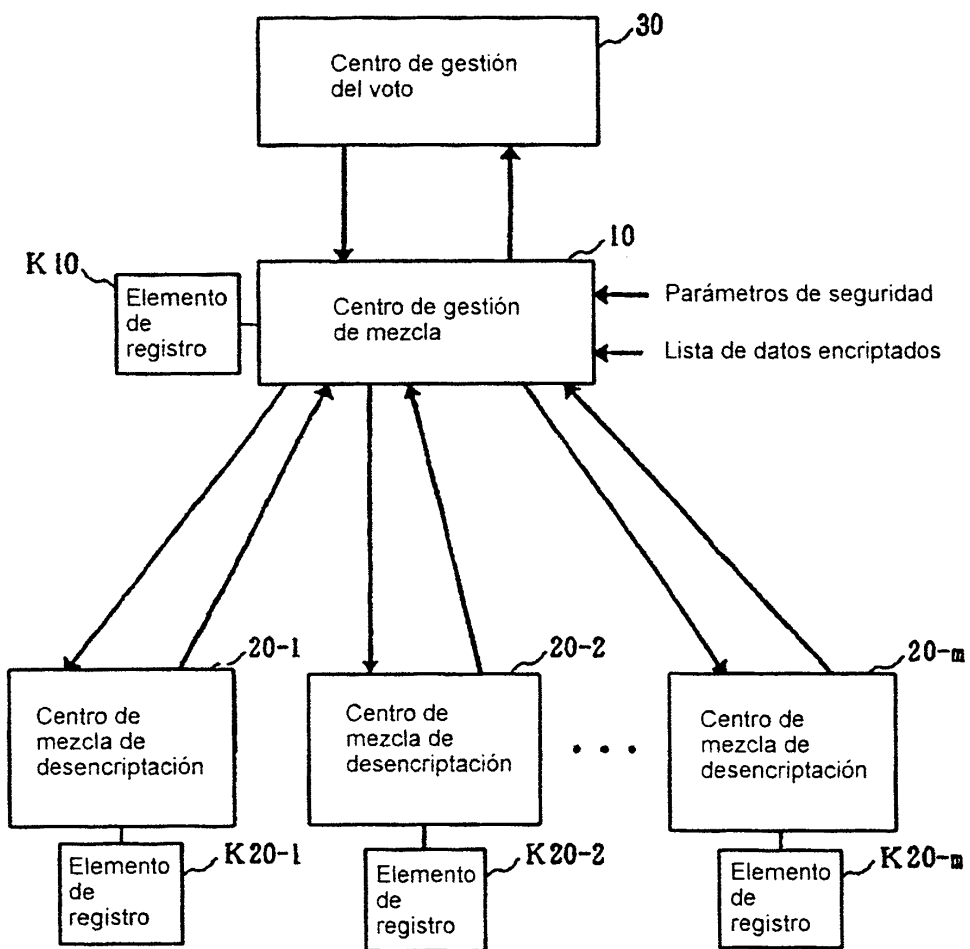 30
Centro de gestión
del voto
10
K10
Elemento
de
registro
Centro de gestión
de mezcla
Parámetros de seguridad
Lista de datos encriptados
20-1
20-2
20-m
Centro de
mezcla de
desencriptación
Centro de
mezcla de
desencriptación
. . .
Centro de
mezcla de
desencriptación
Elemento
de
registro
K20-1
Elemento
de
registro
K20-2
Elemento
de
registro
K20-m